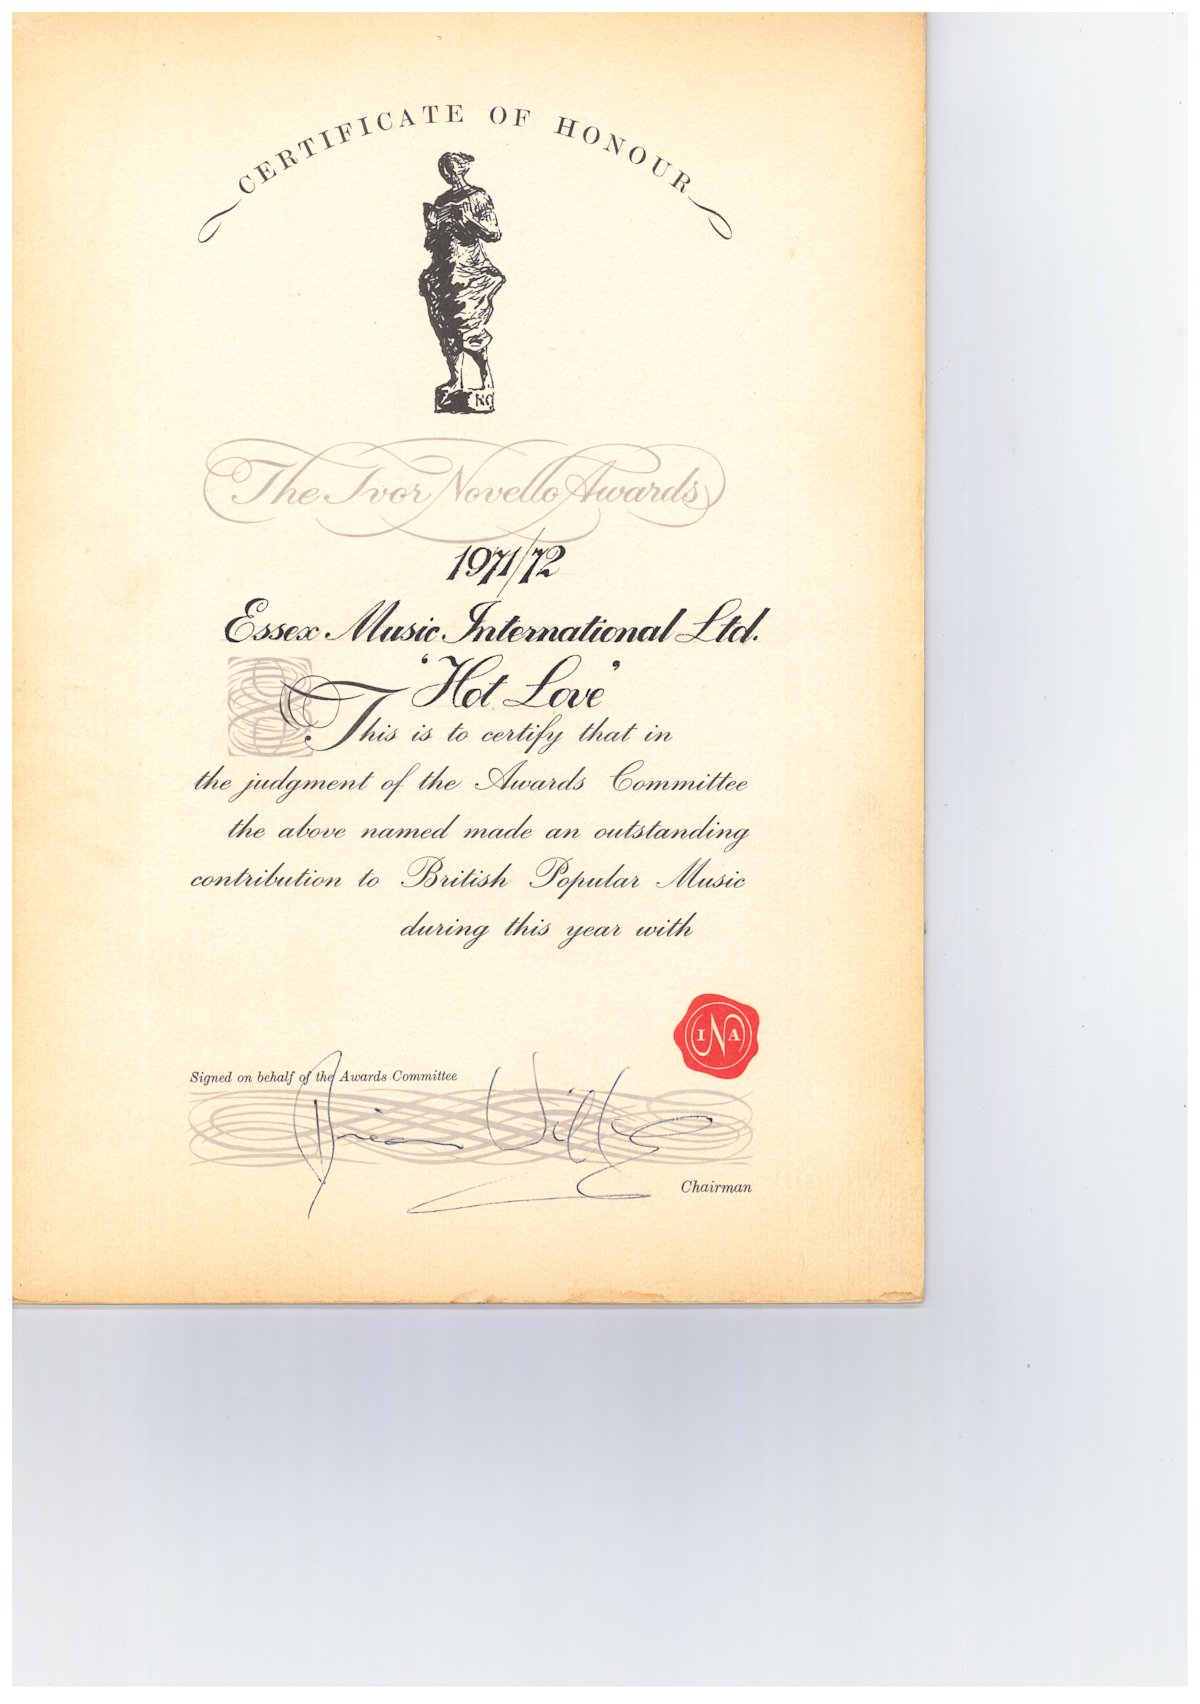 CERTIFICATE OF HONOUR
The Ivor Novello Awards
1971/72
Essex Music International Ltd.
'Hot Love'
This is to certify that in
the judgment of the Awards Committee
the above named made an outstanding
contribution to British Popular Music
during this year with
INA
Signed on behalf of the Awards Committee
Chairman